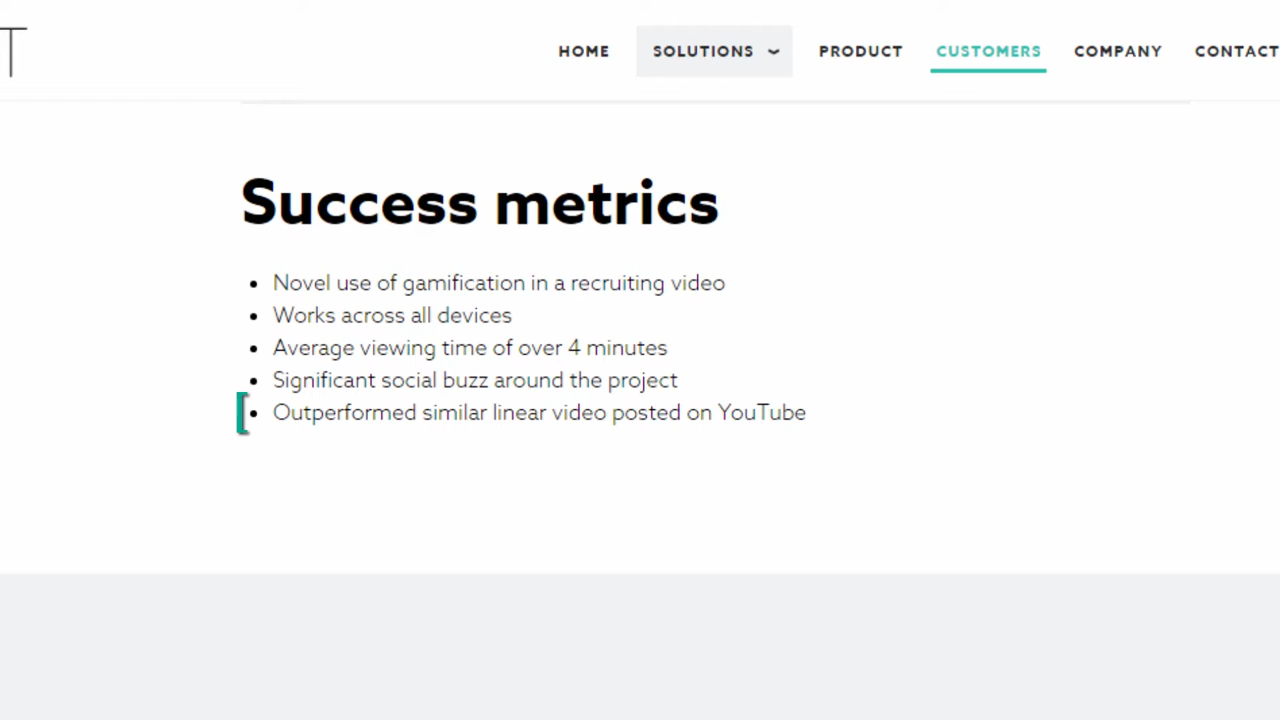 T
HOME SOLUTIONS PRODUCT CUSTOMERS COMPANY CONTACT
Success metrics
• Novel use of gamification in a recruiting video
• Works across all devices
• Average viewing time of over 4 minutes
• Significant social buzz around the project
[ • Outperformed similar linear video posted on YouTube